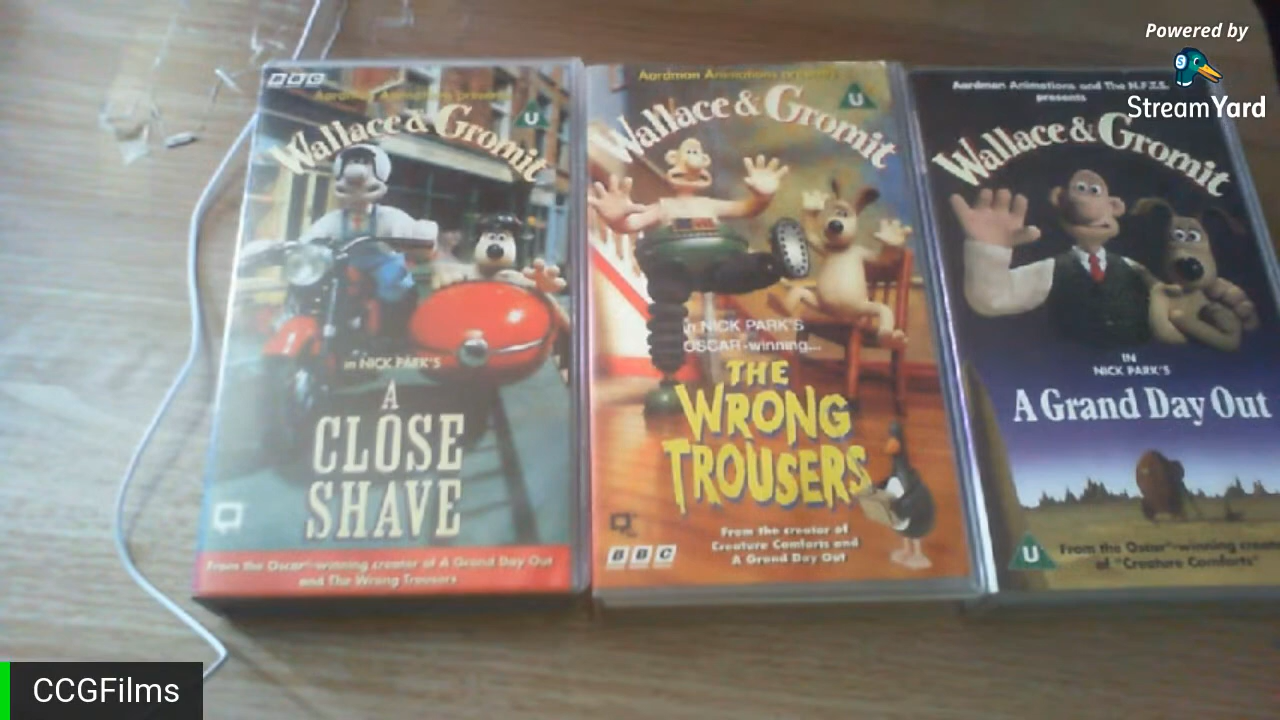 Powered by
StreamYard
BBC
Aardman Animations presents
Wallace & Gromit
U
in NICK PARK'S
A
CLOSE
SHAVE
From the Oscar-winning creator of A Grand Day Out
and The Wrong Trousers
Aardman Animations presents
Wallace & Gromit
U
in NICK PARK'S
OSCAR-winning...
THE
WRONG
TROUSERS
From the creator of
Creature Comforts and
A Grand Day Out
BBC
Aardman Animations and The N.F.T.S.
presents
Wallace & Gromit
IN
NICK PARK'S
A Grand Day Out
U
From the Oscar-winning
of "Creature Comforts"
CCGFilms